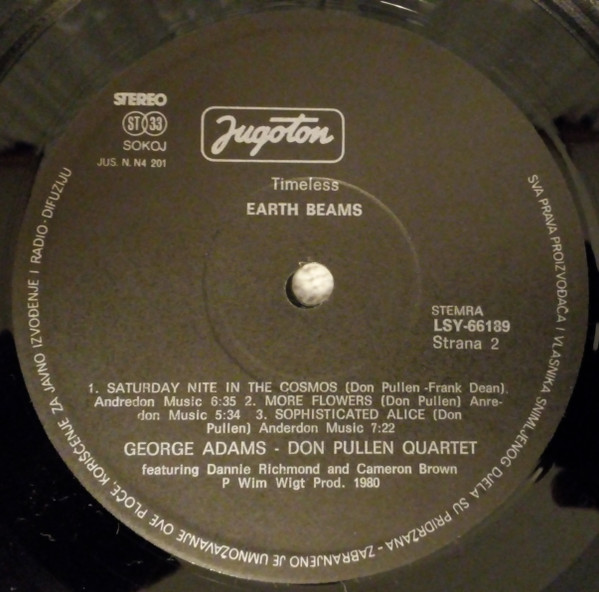 STEREO
ST 33
SOKOJ
JUS. N. N4 201
Jugoton
Timeless
EARTH BEAMS
STEMRA
LSY-66189
Strana 2
1. SATURDAY NITE IN THE COSMOS (Don Pullen -Frank Dean),
Andredon Music 6:35 2. MORE FLOWERS (Don Pullen) Anre-
don Music 5:34 3. SOPHISTICATED ALICE (Don
Pullen) Anderdon Music 7:22
GEORGE ADAMS - DON PULLEN QUARTET
featuring Dannie Richmond and Cameron Brown
P Wim Wigt Prod. 1980
SVA PRAVA PROIZVOĐAČA I VLASNIKA SNIMLJENOG DJELA SU PRIDRŽANA - ZABRANJENO JE UMNOŽAVANJE OVE PLOČE, KORIŠĆENJE ZA JAVNO IZVOĐENJE I RADIO-DIFUZIJU